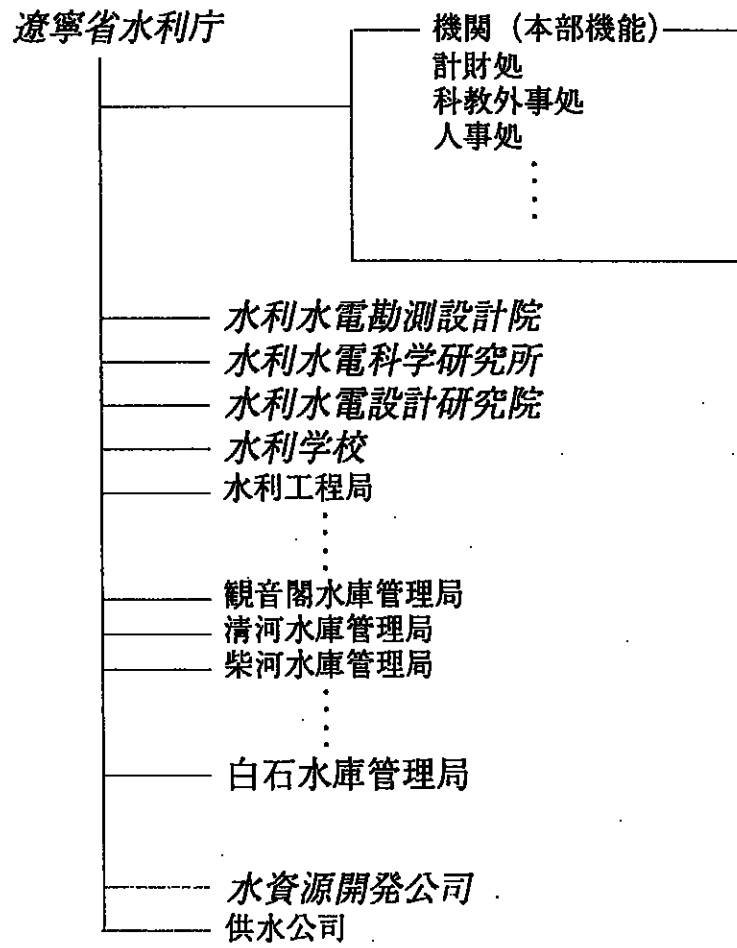 遼寧省水利庁
機関（本部機能）
計財処
科教外事処
人事処
水利水電勘測設計院
水利水電科学研究所
水利水電設計研究院
水利学校
水利工程局
観音閣水庫管理局
清河水庫管理局
柴河水庫管理局
白石水庫管理局
水資源開発公司
供水公司